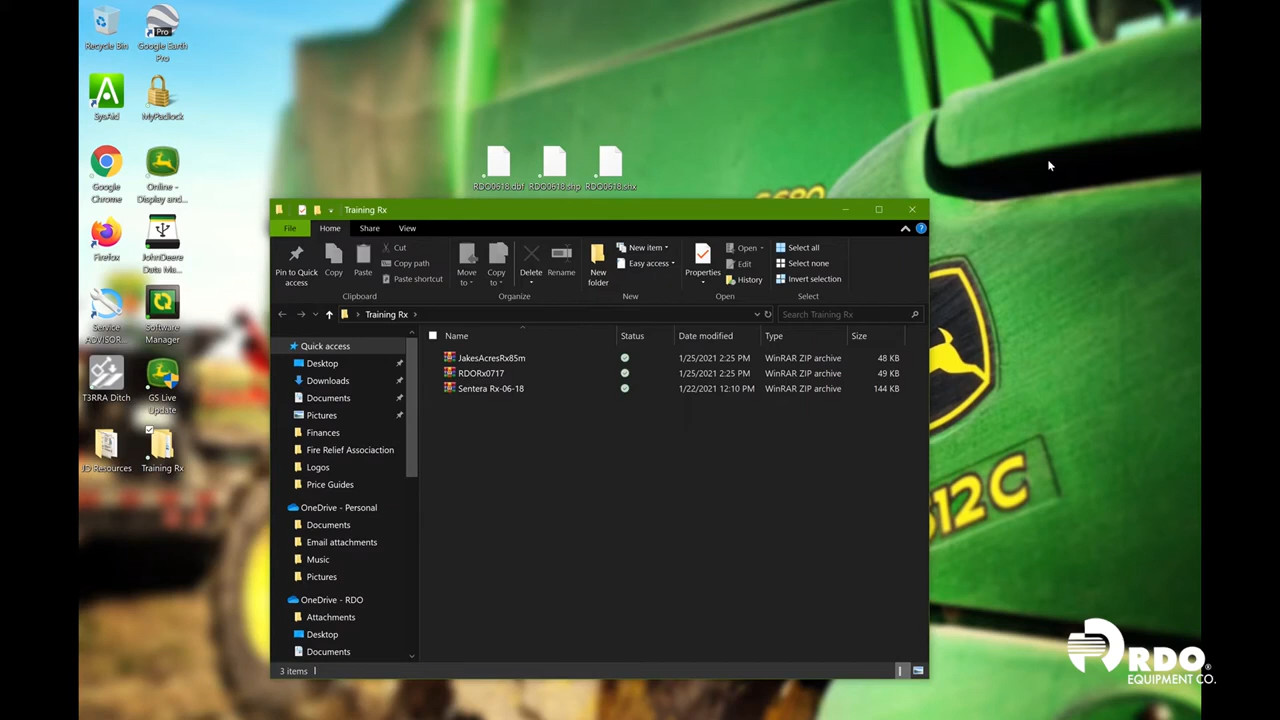 Recycle Bin
Google Earth
Pro
SysAid
MyPadlock
Google
Chrome
Online -
Display and...
Firefox
JohnDeere
Data Ma...
Service
ADVISOR...
Software
Manager
T3RRA Ditch
GS Live
Update
JD Resources
Training Rx
RDO0618.dbf
RDO0618.shp
RDO0618.snx
Training Rx
File
Home
Share
View
Pin to Quick
access
Copy
Paste
Cut
Copy path
Paste shortcut
Clipboard
Move
to
Copy
to
Delete
Rename
Organize
New
folder
New item
Easy access
New
Properties
Open
Edit
History
Open
Select all
Select none
Invert selection
Select
Training Rx
Search Training Rx
Quick access
Desktop
Downloads
Documents
Pictures
Finances
Fire Relief Assocication
Logos
Price Guides
OneDrive - Personal
Documents
Email attachments
Music
Pictures
OneDrive - RDO
Attachments
Desktop
Documents
Name Status Date modified Type Size
JakesAcresRx85m 1/25/2021 2:25 PM WinRAR ZIP archive 48 KB
RDORx0717 1/25/2021 2:25 PM WinRAR ZIP archive 49 KB
Sentera Rx-06-18 1/22/2021 12:10 PM WinRAR ZIP archive 144 KB
3 items
612C
RDO®
EQUIPMENT CO.